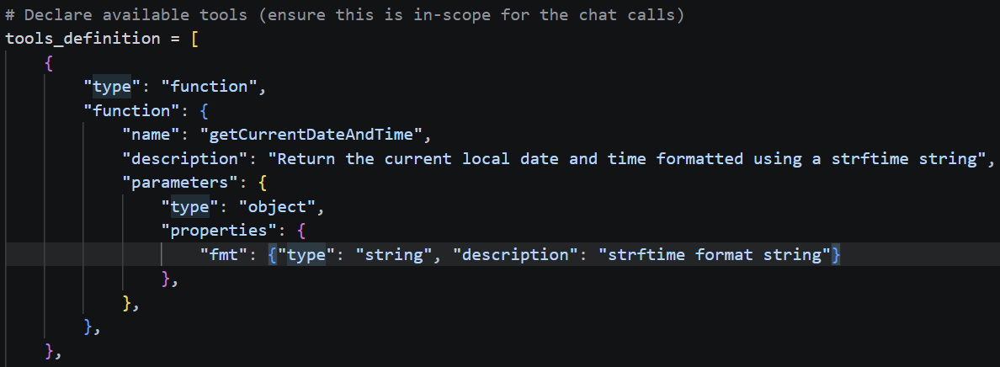 # Declare available tools (ensure this is in-scope for the chat calls)
tools_definition = [
    {
        "type": "function",
        "function": {
            "name": "getCurrentDateAndTime",
            "description": "Return the current local date and time formatted using a strftime string",
            "parameters": {
                "type": "object",
                "properties": {
                    "fmt": {"type": "string", "description": "strftime format string"}
                },
            },
        },
    },